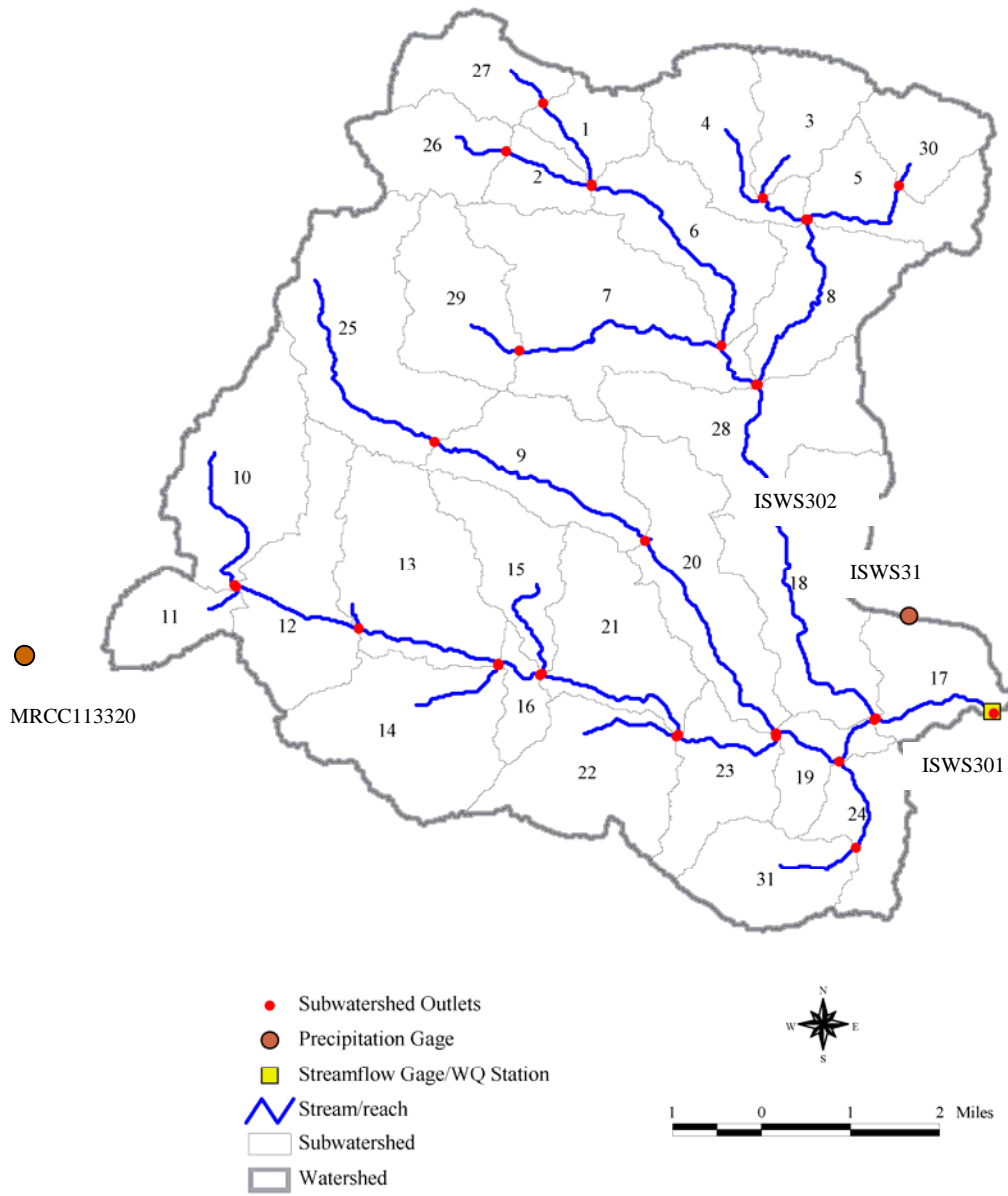 27
1
4
3
30
26
2
5
6
8
7
29
25
28
9
10
ISWS302
13
15
20
18
ISWS31
11
12
21
17
MRCC113320
16
14
22
23
19
ISWS301
24
31
Subwatershed Outlets
Precipitation Gage
Streamflow Gage/WQ Station
Stream/reach
Subwatershed
Watershed
N
W E
S
1 0 1 2 Miles